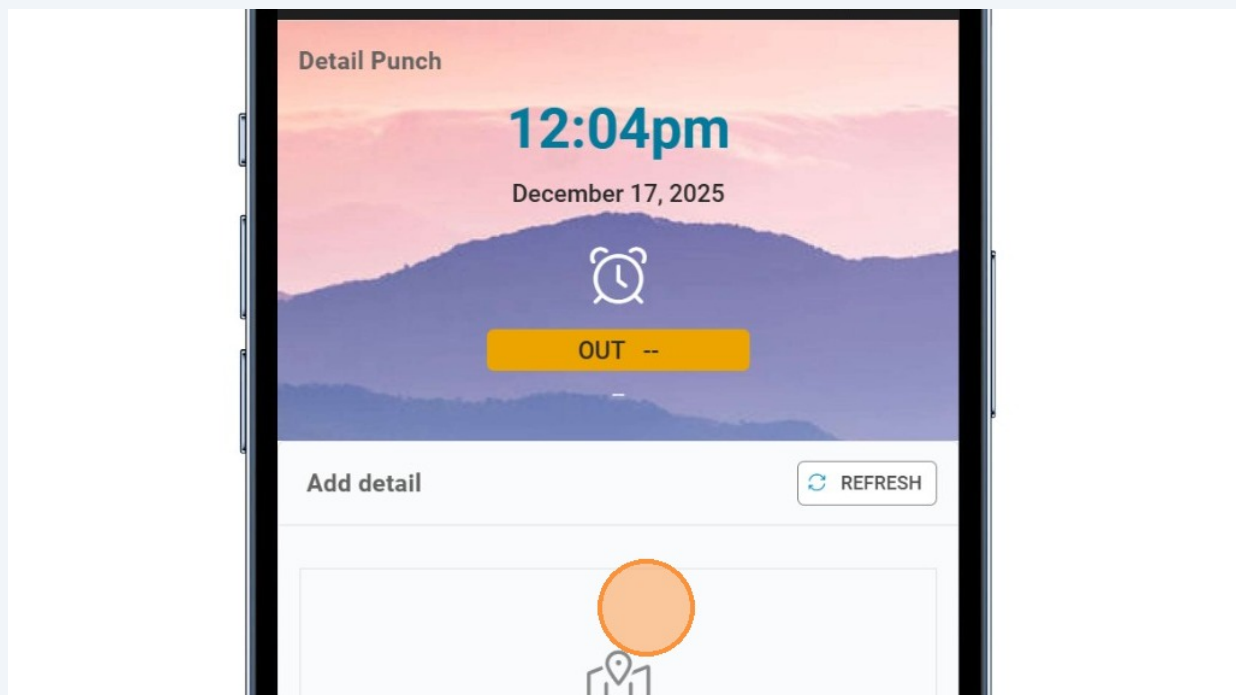 Detail Punch
12:04pm
December 17, 2025
OUT --
–
Add detail
REFRESH